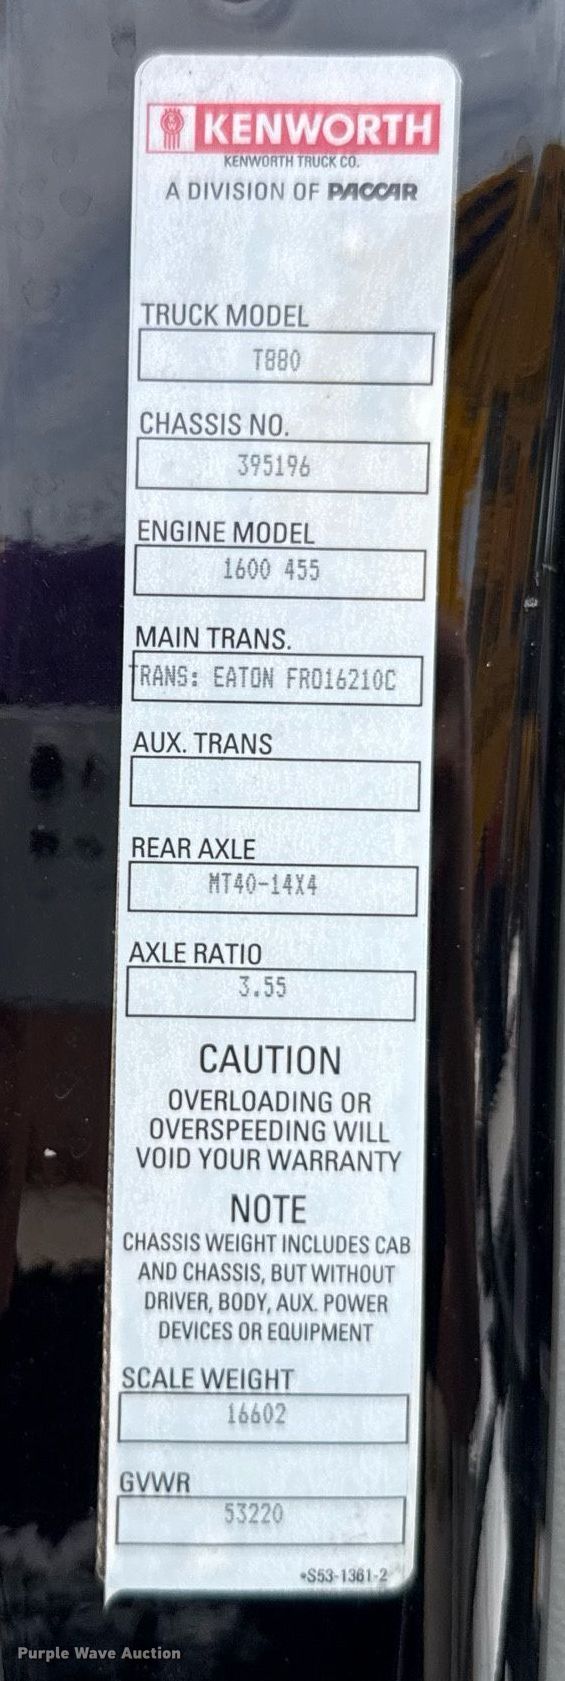 KENWORTH
KENWORTH TRUCK CO.
A DIVISION OF PACCAR
TRUCK MODEL
T880
CHASSIS NO.
395196
ENGINE MODEL
1600 455
MAIN TRANS.
TRANS: EATON FRO16210C
AUX. TRANS
REAR AXLE
MT40-14X4
AXLE RATIO
3.55
CAUTION
OVERLOADING OR
OVERSPEEDING WILL
VOID YOUR WARRANTY
NOTE
CHASSIS WEIGHT INCLUDES CAB
AND CHASSIS, BUT WITHOUT
DRIVER, BODY, AUX. POWER
DEVICES OR EQUIPMENT
SCALE WEIGHT
16602
GVWR
53220
•S53-1361-2
Purple Wave Auction